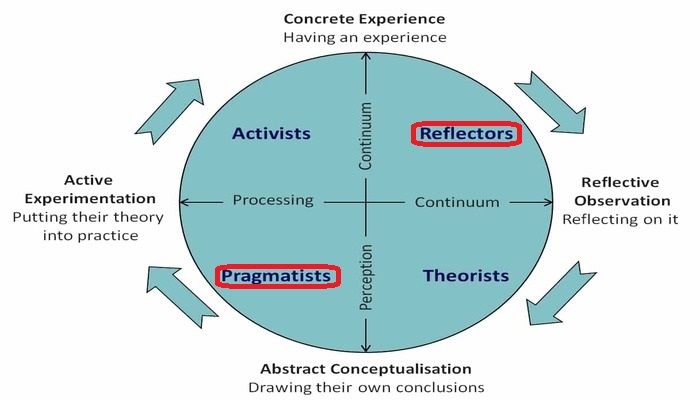 Concrete Experience
Having an experience
Activists
Reflectors
Continuum
Active
Experimentation
Putting their theory
into practice
Processing
Continuum
Reflective
Observation
Reflecting on it
Pragmatists
Theorists
Perception
Abstract Conceptualisation
Drawing their own conclusions